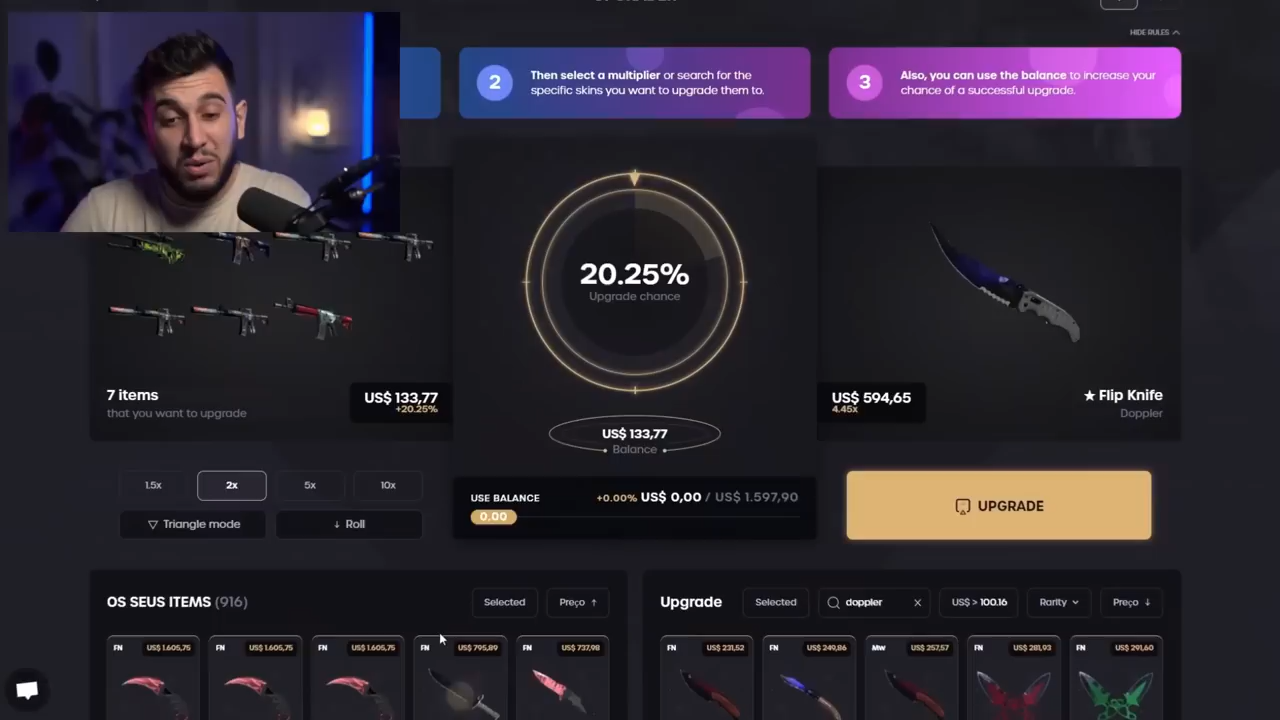 HIDE RULES
2
Then select a multiplier or search for the
specific skins you want to upgrade them to.
3
Also, you can use the balance to increase your
chance of a successful upgrade.
20.25%
Upgrade chance
7 items
that you want to upgrade
US$ 133,77
+20.25%
US$ 133,77
Balance
US$ 594,65
4.45x
★ Flip Knife
Doppler
1.5x
2x
5x
10x
▽ Triangle mode
↓ Roll
USE BALANCE
+0.00% US$ 0,00 / US$ 1.597,90
0.00
UPGRADE
OS SEUS ITEMS (916)
Selected
Preço ↑
Upgrade
Selected
doppler
US$ > 100.16
Rarity
Preço ↓
FN US$ 1.605,75
FN US$ 1.605,75
FN US$ 1.605,75
FN US$ 795,89
FN US$ 737,98
FN US$ 231,52
FN US$ 249,86
MW US$ 257,57
FN US$ 281,93
FN US$ 291,60